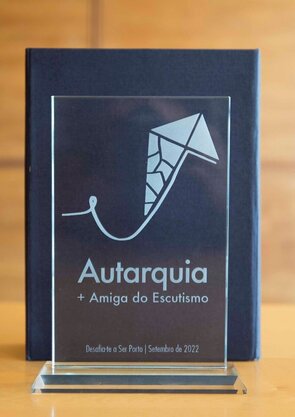 Autarquia
+ Amiga do Escutismo
Desafia-te a Ser Porto | Setembro de 2022